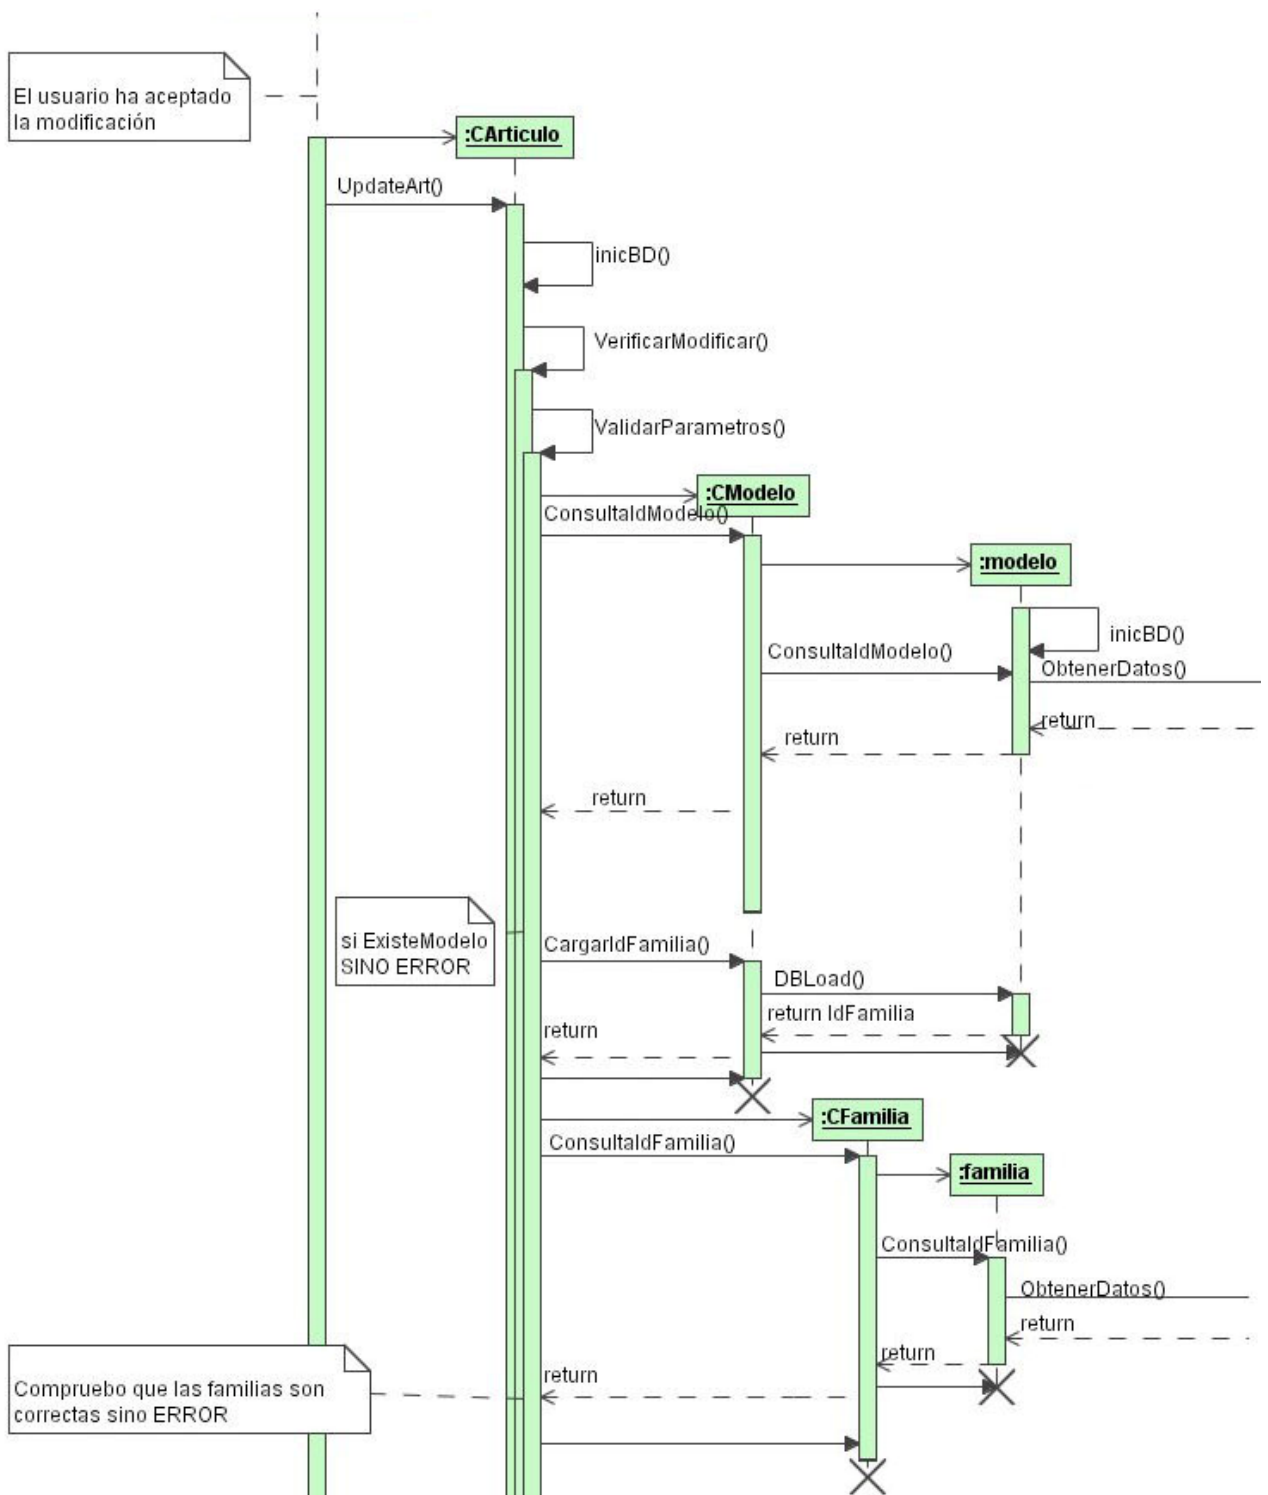 El usuario ha aceptado
la modificación
:CArticulo
UpdateArt()
inicBD()
VerificarModificar()
ValidarParametros()
:CModelo
ConsultaIdModelo()
:modelo
inicBD()
ConsultaIdModelo()
ObtenerDatos()
return
return
return
si ExisteModelo
SINO ERROR
CargarIdFamilia()
DBLoad()
return IdFamilia
return
:CFamilia
ConsultaIdFamilia()
:familia
ConsultaIdFamilia()
ObtenerDatos()
return
return
return
Compruebo que las familias son
correctas sino ERROR